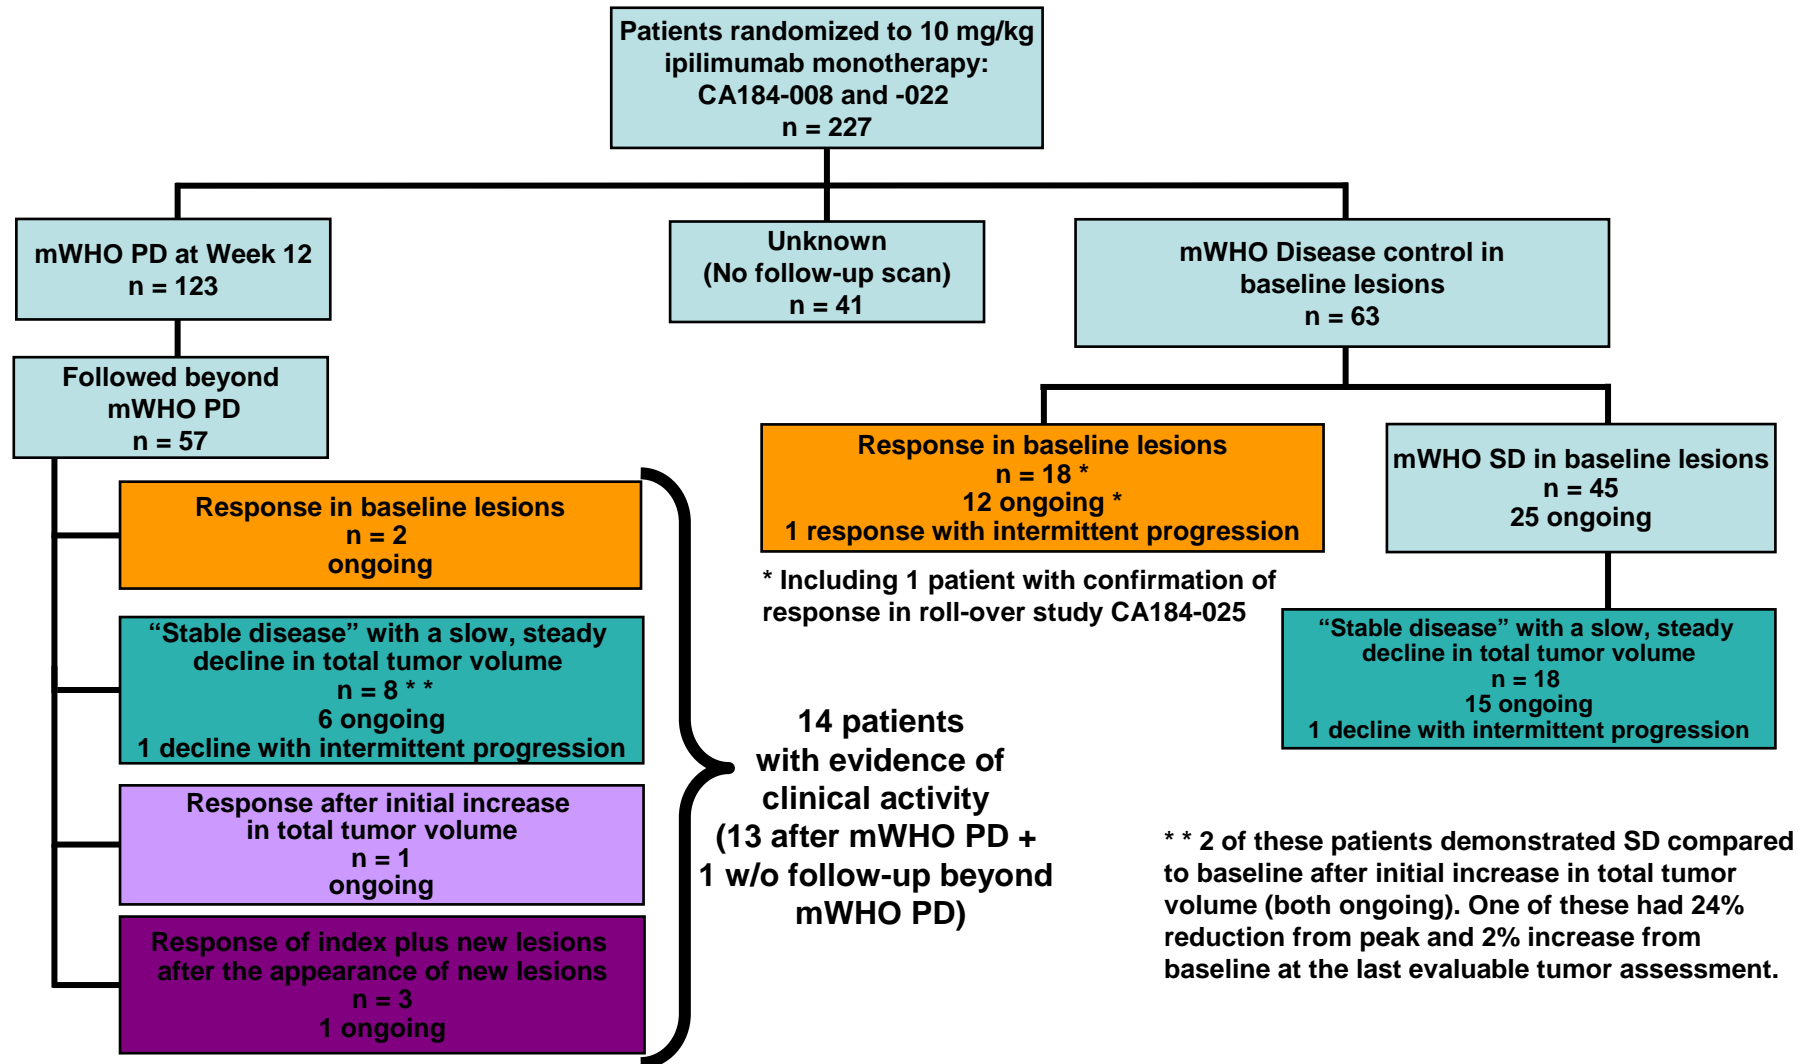 Patients randomized to 10 mg/kg
ipilimumab monotherapy:
CA184-008 and -022
n = 227
mWHO PD at Week 12
n = 123
Unknown
(No follow-up scan)
n = 41
mWHO Disease control in
baseline lesions
n = 63
Followed beyond
mWHO PD
n = 57
Response in baseline lesions
n = 2
ongoing
“Stable disease” with a slow, steady
decline in total tumor volume
n = 8 * *
6 ongoing
1 decline with intermittent progression
Response after initial increase
in total tumor volume
n = 1
ongoing
Response of index plus new lesions
after the appearance of new lesions
n = 3
1 ongoing
14 patients
with evidence of
clinical activity
(13 after mWHO PD +
1 w/o follow-up beyond
mWHO PD)
Response in baseline lesions
n = 18 *
12 ongoing *
1 response with intermittent progression
* Including 1 patient with confirmation of
response in roll-over study CA184-025
mWHO SD in baseline lesions
n = 45
25 ongoing
“Stable disease” with a slow, steady
decline in total tumor volume
n = 18
15 ongoing
1 decline with intermittent progression
* * 2 of these patients demonstrated SD compared
to baseline after initial increase in total tumor
volume (both ongoing). One of these had 24%
reduction from peak and 2% increase from
baseline at the last evaluable tumor assessment.